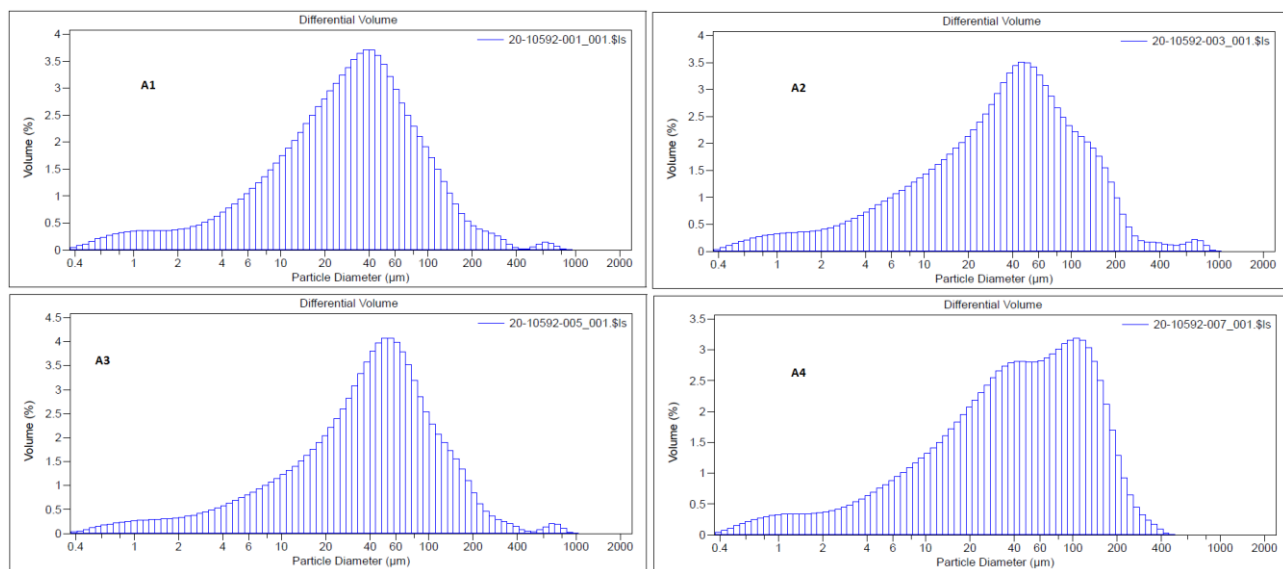 Differential Volume
20-10592-001_001.$ls
A1
4
3.5
3
2.5
2
1.5
1
0.5
0
Volume (%)
0.4 1 2 4 6 10 20 40 60 100 200 400 1000 2000
Particle Diameter (µm)
Differential Volume
20-10592-003_001.$ls
A2
4
3.5
3
2.5
2
1.5
1
0.5
0
Volume (%)
0.4 1 2 4 6 10 20 40 60 100 200 400 1000 2000
Particle Diameter (µm)
Differential Volume
20-10592-005_001.$ls
A3
4.5
4
3.5
3
2.5
2
1.5
1
0.5
0
Volume (%)
0.4 1 2 4 6 10 20 40 60 100 200 400 1000 2000
Particle Diameter (µm)
Differential Volume
20-10592-007_001.$ls
A4
3.5
3
2.5
2
1.5
1
0.5
0
Volume (%)
0.4 1 2 4 6 10 20 40 60 100 200 400 1000 2000
Particle Diameter (µm)